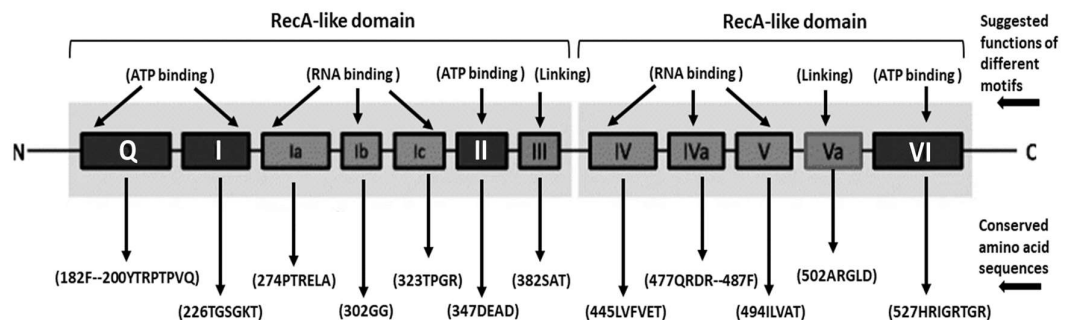 RecA-like domain
RecA-like domain
Suggested
functions of
different
motifs
(ATP binding )
(RNA binding )
(ATP binding )
(Linking)
(RNA binding )
(Linking)
(ATP binding )
N
Q
I
Ia
Ib
Ic
II
III
IV
IVa
V
Va
VI
C
(182F--200YTRPTPVQ)
(274PTRELA)
(323TPGR)
(382SAT)
(477QRDR--487F)
(502ARGLD)
(226TGSGKT)
(302GG)
(347DEAD)
(445LVFVET)
(494ILVAT)
(527HRIGRTGR)
Conserved
amino acid
sequences